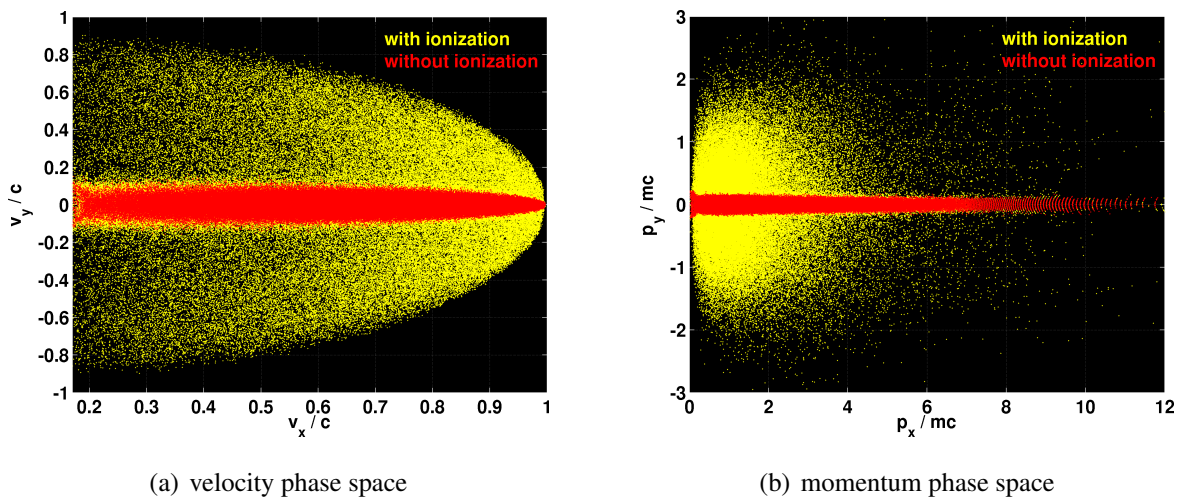 with ionization
without ionization
1
0.8
0.6
0.4
0.2
0
-0.2
-0.4
-0.6
-0.8
-1
v_y / c
0.2 0.3 0.4 0.5 0.6 0.7 0.8 0.9 1
v_x / c
(a) velocity phase space
with ionization
without ionization
3
2
1
0
-1
-2
-3
p_y / mc
0 2 4 6 8 10 12
p_x / mc
(b) momentum phase space